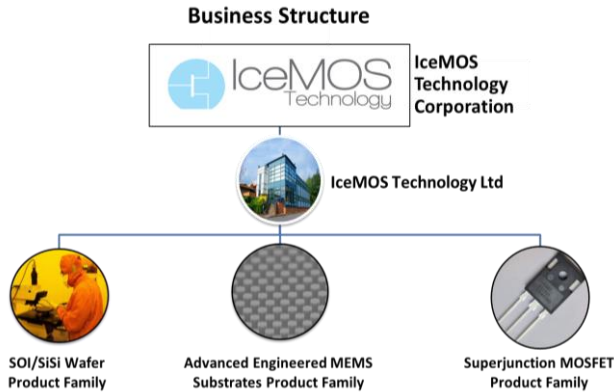 Business Structure
IceMOS
Technology
IceMOS
Technology
Corporation
IceMOS Technology Ltd
SOI/SiSi Wafer
Product Family
Advanced Engineered MEMS
Substrates Product Family
Superjunction MOSFET
Product Family